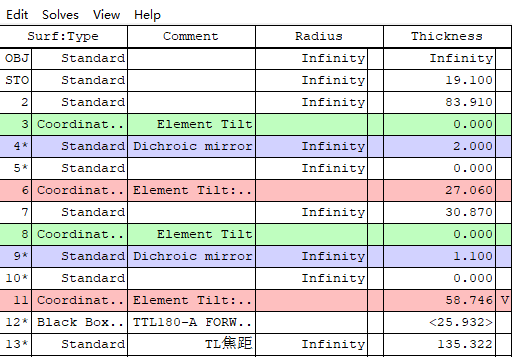 Edit Solves View Help
Surf:Type Comment Radius Thickness
OBJ Standard Infinity Infinity
STO Standard Infinity 19.100
2 Standard Infinity 83.910
3 Coordinat.. Element Tilt 0.000
4* Standard Dichroic mirror Infinity 2.000
5* Standard Infinity 0.000
6 Coordinat.. Element Tilt:.. 27.060
7 Standard Infinity 30.870
8 Coordinat.. Element Tilt 0.000
9* Standard Dichroic mirror Infinity 1.100
10* Standard Infinity 0.000
11 Coordinat.. Element Tilt:.. 58.746 V
12* Black Box.. TTL180-A FORW.. <25.932>
13* Standard TL焦距 Infinity 135.322